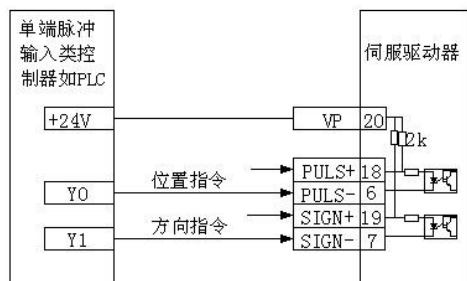 单端脉冲
输入类控
制器如PLC
伺服驱动器
+24V
VP 20
2k
位置指令
PULS+ 18
Y0
PULS- 6
方向指令
SIGN+ 19
Y1
SIGN- 7